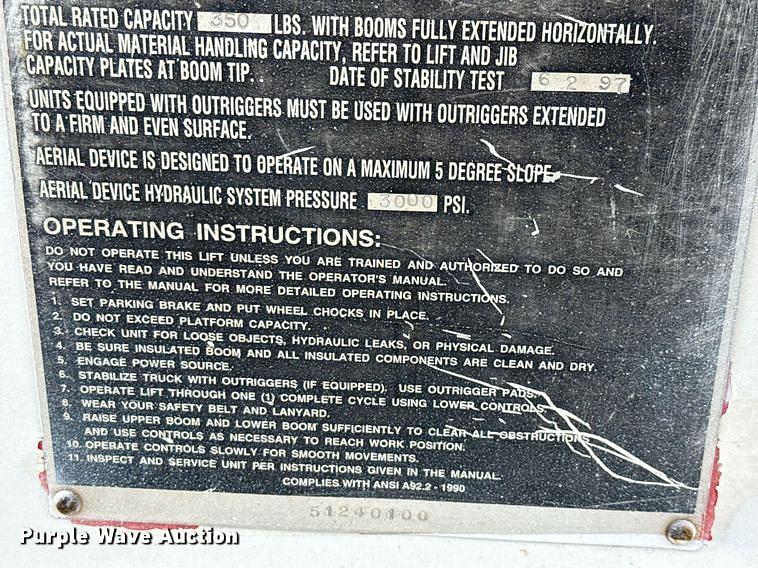 TOTAL RATED CAPACITY 350 LBS. WITH BOOMS FULLY EXTENDED HORIZONTALLY.
FOR ACTUAL MATERIAL HANDLING CAPACITY, REFER TO LIFT AND JIB
CAPACITY PLATES AT BOOM TIP. DATE OF STABILITY TEST 6 2 97
UNITS EQUIPPED WITH OUTRIGGERS MUST BE USED WITH OUTRIGGERS EXTENDED
TO A FIRM AND EVEN SURFACE.
AERIAL DEVICE IS DESIGNED TO OPERATE ON A MAXIMUM 5 DEGREE SLOPE.
AERIAL DEVICE HYDRAULIC SYSTEM PRESSURE 3000 PSI.
OPERATING INSTRUCTIONS:
DO NOT OPERATE THIS LIFT UNLESS YOU ARE TRAINED AND AUTHORIZED TO DO SO AND
YOU HAVE READ AND UNDERSTAND THE OPERATOR'S MANUAL.
REFER TO THE MANUAL FOR MORE DETAILED OPERATING INSTRUCTIONS.
1. SET PARKING BRAKE AND PUT WHEEL CHOCKS IN PLACE.
2. DO NOT EXCEED PLATFORM CAPACITY.
3. CHECK UNIT FOR LOOSE OBJECTS, HYDRAULIC LEAKS, OR PHYSICAL DAMAGE.
4. BE SURE INSULATED BOOM AND ALL INSULATED COMPONENTS ARE CLEAN AND DRY.
5. ENGAGE POWER SOURCE.
6. STABILIZE TRUCK WITH OUTRIGGERS (IF EQUIPPED). USE OUTRIGGER PADS.
7. OPERATE LIFT THROUGH ONE (1) COMPLETE CYCLE USING LOWER CONTROLS.
8. WEAR YOUR SAFETY BELT AND LANYARD.
9. RAISE UPPER BOOM AND LOWER BOOM SUFFICIENTLY TO CLEAR ALL OBSTRUCTIONS
AND USE CONTROLS AS NECESSARY TO REACH WORK POSITION.
10. OPERATE CONTROLS SLOWLY FOR SMOOTH MOVEMENTS.
11. INSPECT AND SERVICE UNIT PER INSTRUCTIONS GIVEN IN THE MANUAL.
COMPLIES WITH ANSI A92.2 - 1990
51240100
Purple Wave Auction